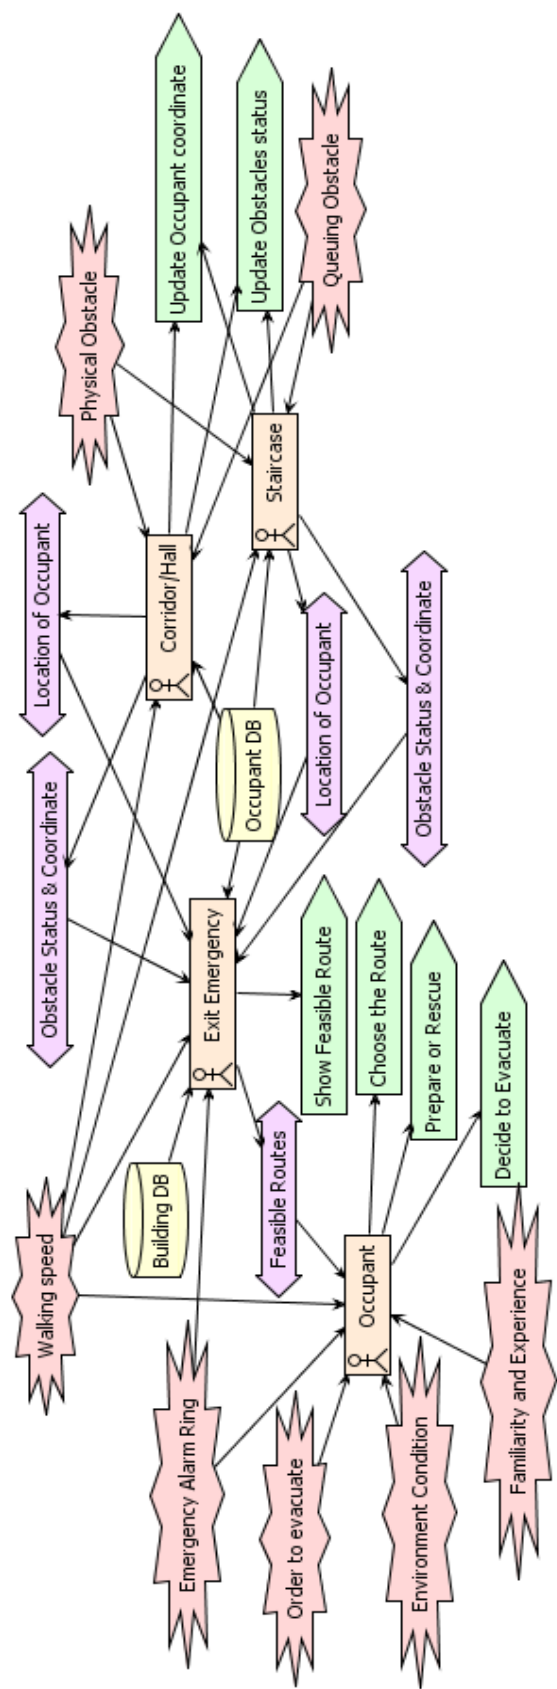 Walking speed
Obstacle Status & Coordinate
Location of Occupant
Physical Obstacle
Building DB
Emergency Alarm Ring
Exit Emergency
Corridor/Hall
Update Occupant coordinate
Occupant DB
Update Obstacles status
Staircase
Queuing Obstacle
Feasible Routes
Order to evacuate
Show Feasible Route
Location of Occupant
Occupant
Choose the Route
Environment Condition
Prepare or Rescue
Obstacle Status & Coordinate
Decide to Evacuate
Familiarity and Experience